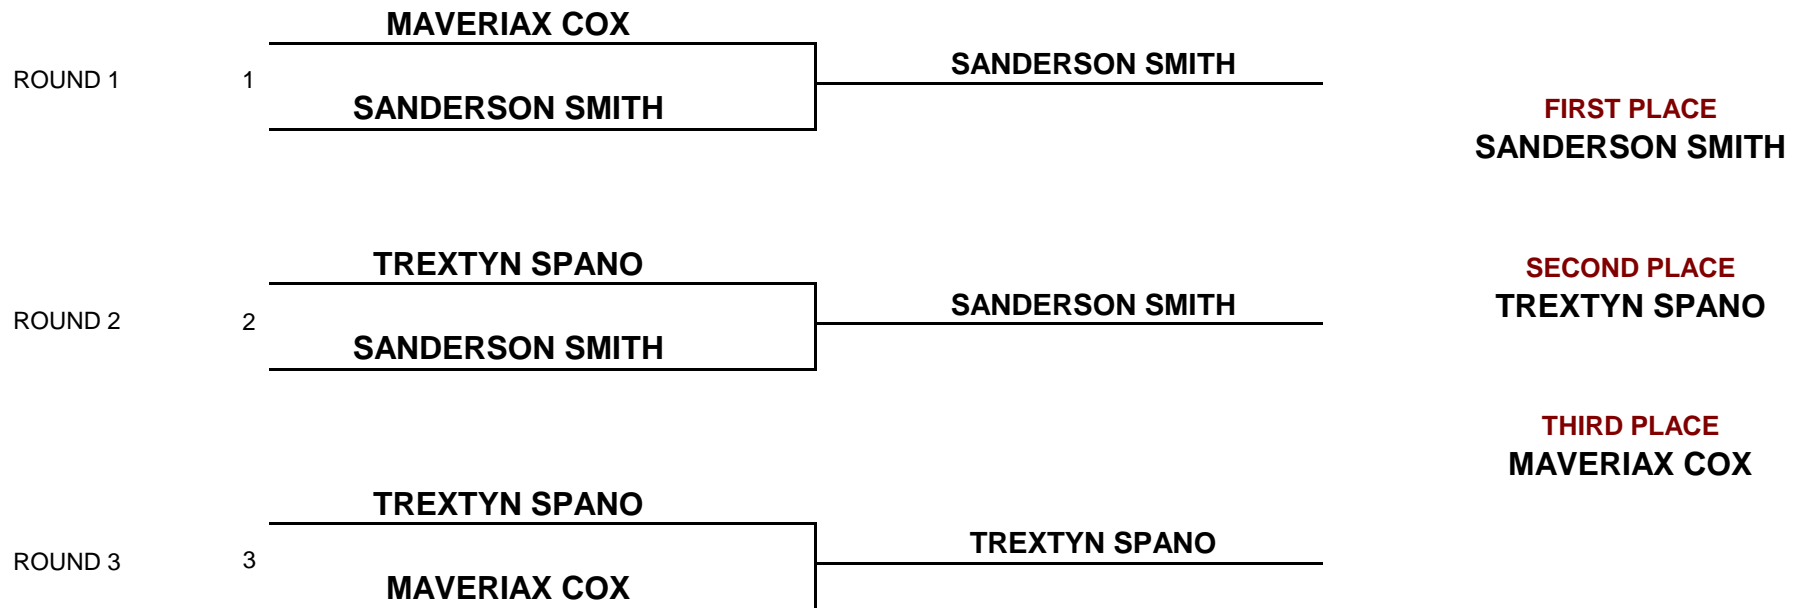 MAVERIAX COX
SANDERSON SMITH
ROUND 1
1
SANDERSON SMITH
FIRST PLACE
SANDERSON SMITH
TREXTYN SPANO
SECOND PLACE
SANDERSON SMITH
TREXTYN SPANO
ROUND 2
2
SANDERSON SMITH
THIRD PLACE
MAVERIAX COX
TREXTYN SPANO
TREXTYN SPANO
ROUND 3
3
MAVERIAX COX